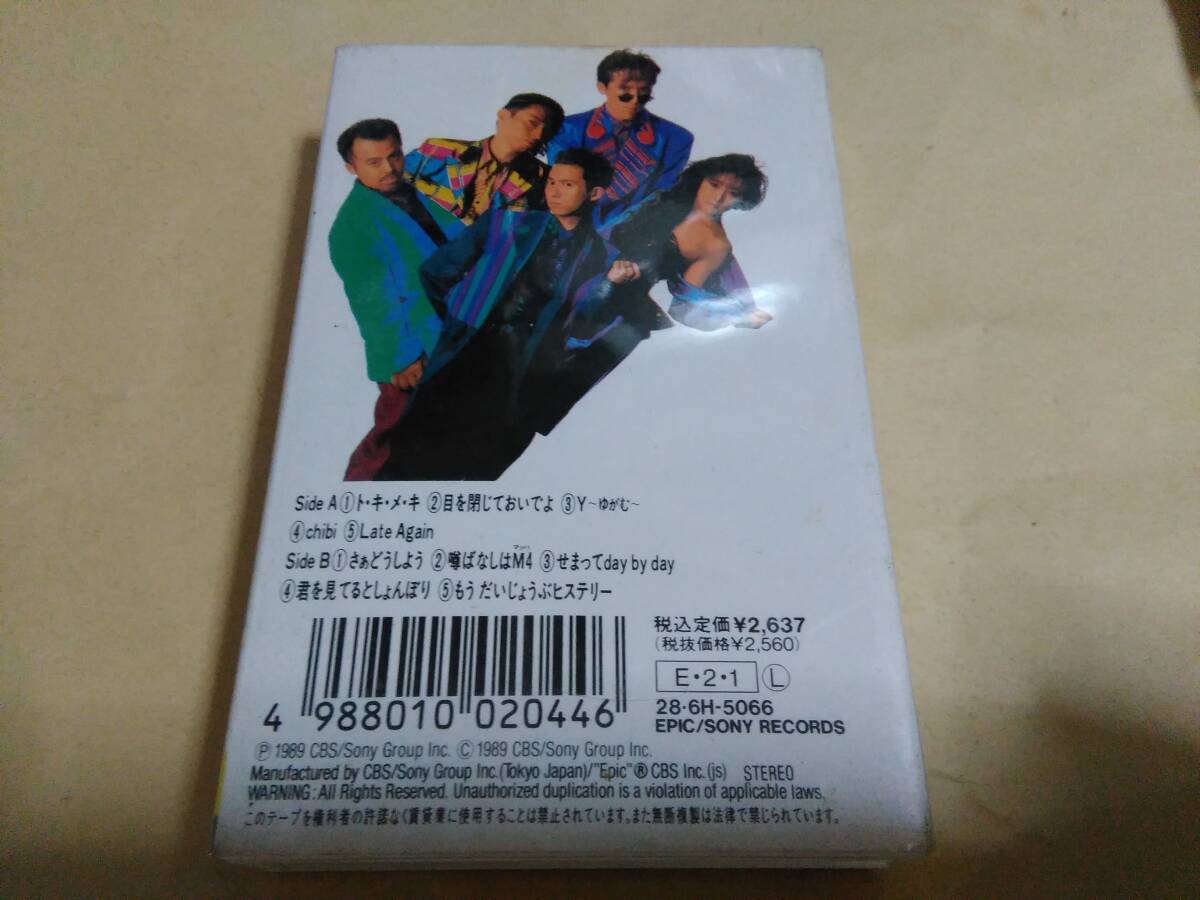 Side A①ト・キ・メ・キ ②目を閉じておいでよ ③Y～ゆがむ～
④chibi ⑤Late Again
Side B①さぁどうしよう ②噂ばなしはM4 ③せまってday by day
④君を見てるとしょんぼり ⑤もう だいじょうぶヒステリー
税込定価¥2,637
(税抜価格¥2,560)
E・2・1 Ⓛ
28・6H-5066
EPIC/SONY RECORDS
4 988010 020446
Ⓟ1989 CBS/Sony Group Inc. Ⓒ1989 CBS/Sony Group Inc.
Manufactured by CBS/Sony Group Inc.(Tokyo Japan)/"Epic"® CBS Inc.(js) STEREO
WARNING:All Rights Reserved. Unauthorized duplication is a violation of applicable laws.
このテープを権利者の許諾なく賃貸業に使用することは禁止されています。また無断複製は法律で禁じられています。